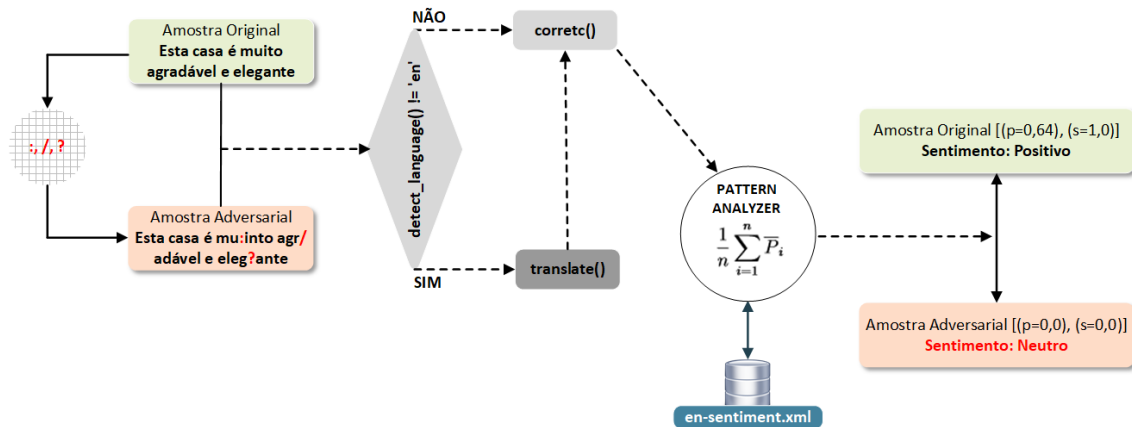 Amostra Original
Esta casa é muito
agradável e elegante
:, /, ?
Amostra Adversarial
Esta casa é mu:into agr/
adável e eleg?ante
detect_language() != 'en'
NÃO
SIM
corretc()
translate()
PATTERN
ANALYZER
1/n ∑ i=1 n P̅i
en-sentiment.xml
Amostra Original [(p=0,64), (s=1,0)]
Sentimento: Positivo
Amostra Adversarial [(p=0,0), (s=0,0)]
Sentimento: Neutro